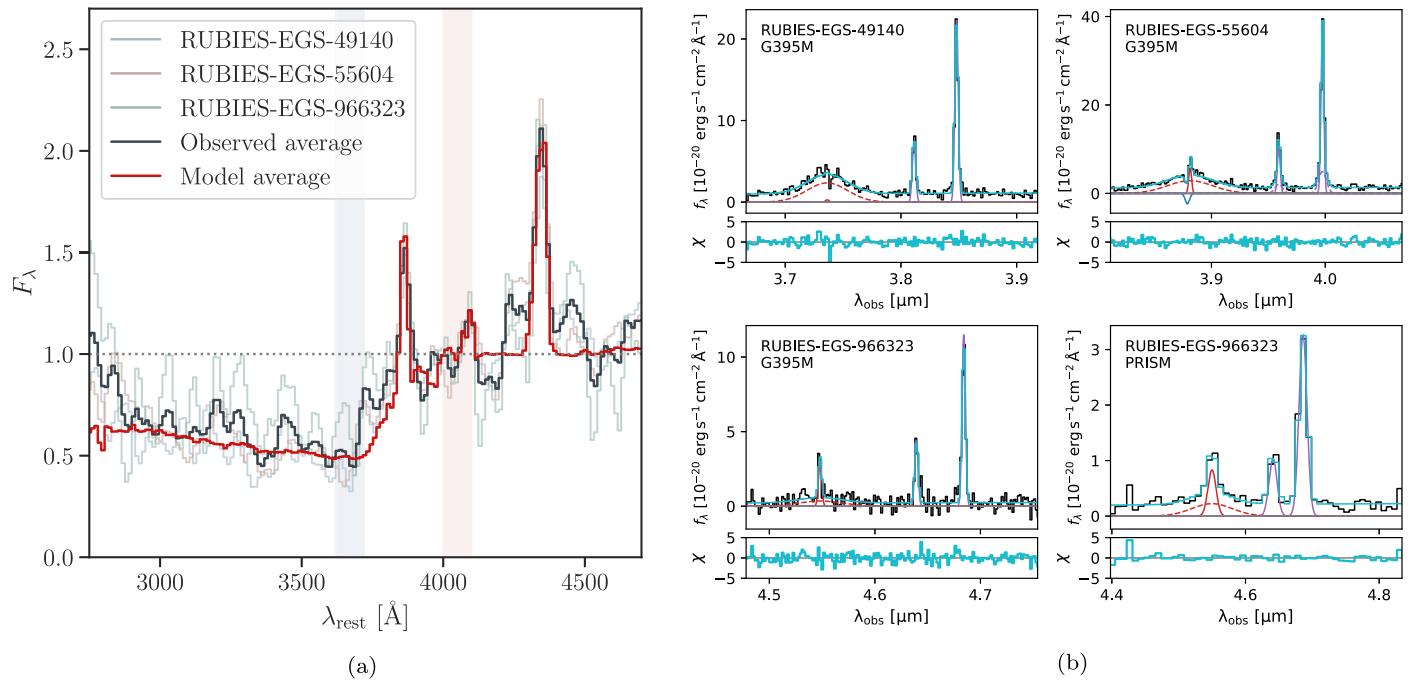 RUBIES-EGS-49140
RUBIES-EGS-55604
RUBIES-EGS-966323
Observed average
Model average
F_λ
2.5
2.0
1.5
1.0
0.5
0.0
3000 3500 4000 4500
λ_rest [Å]
(a)
RUBIES-EGS-49140
G395M
f_λ [10⁻²⁰ erg s⁻¹ cm⁻² Å⁻¹]
20
10
0
χ
5
0
−5
3.7 3.8 3.9
λ_obs [μm]
RUBIES-EGS-55604
G395M
f_λ [10⁻²⁰ erg s⁻¹ cm⁻² Å⁻¹]
40
20
0
χ
5
0
−5
3.9 4.0
λ_obs [μm]
RUBIES-EGS-966323
G395M
f_λ [10⁻²⁰ erg s⁻¹ cm⁻² Å⁻¹]
10
5
0
χ
5
0
−5
4.5 4.6 4.7
λ_obs [μm]
RUBIES-EGS-966323
PRISM
f_λ [10⁻²⁰ erg s⁻¹ cm⁻² Å⁻¹]
3
2
1
0
χ
5
0
−5
4.4 4.6 4.8
λ_obs [μm]
(b)